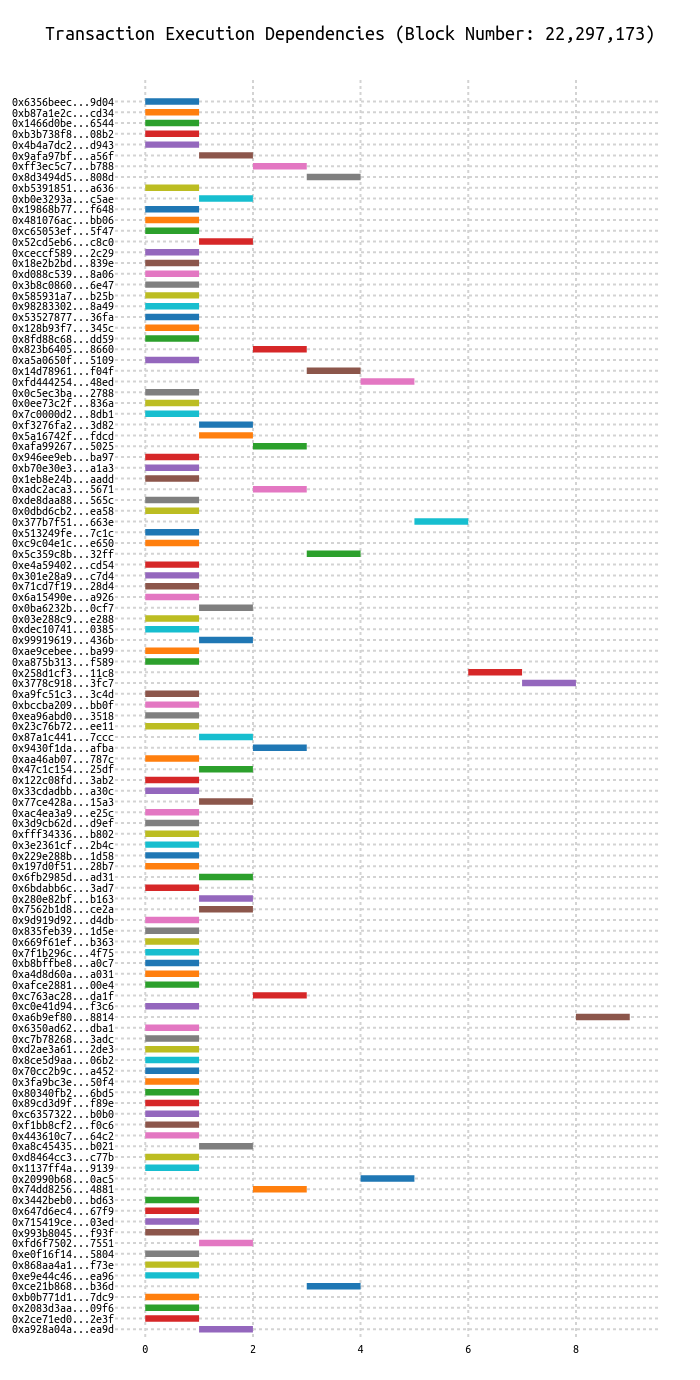 Transaction Execution Dependencies (Block Number: 22,297,173)
0x6356beec...9d04
0xb87a1e2c...cd34
0x1466d0be...6544
0xb3b738f8...08b2
0x4b4a7dc2...d943
0x9afa97bf...a56f
0xff3ec5c7...b788
0x8d3494d5...808d
0xb5391851...a636
0xb0e3293a...c5ae
0x19868b77...f648
0x481076ac...bb06
0xc65053ef...5f47
0x52cd5eb6...c8c0
0xceccf589...2c29
0x18e2b2bd...839e
0xd088c539...8a06
0x3b8c0860...6e47
0x585931a7...b25b
0x98283302...8a49
0x53527877...36fa
0x128b93f7...345c
0x8fd88c68...dd59
0x823b6405...8660
0xa5a0650f...5109
0x14d78961...f04f
0xfd444254...48ed
0x0c5ec3ba...2788
0x0ee73c2f...836a
0x7c0000d2...8db1
0xf3276fa2...3d82
0x5a16742f...fdcd
0xafa99267...5025
0x946ee9eb...ba97
0xb70e30e3...a1a3
0x1eb8e24b...aadd
0xadc2aca3...5671
0xde8daa88...565c
0x0dbd6cb2...ea58
0x377b7f51...663e
0x513249fe...7c1c
0xc9c04e1c...e650
0x5c359c8b...32ff
0xe4a59402...cd54
0x301e28a9...c7d4
0x71cd7f19...28d4
0x6a15490e...a926
0x0ba6232b...0cf7
0x03e288c9...e288
0xdec10741...0385
0x99919619...436b
0xae9cebee...ba99
0xa875b313...f589
0x258d1cf3...11c8
0x3778c918...3fc7
0xa9fc51c3...3c4d
0xbccba209...bb0f
0xea96abd0...3518
0x23c76b72...ee11
0x87a1c441...7ccc
0x9430f1da...afba
0xaa46ab07...787c
0x47c1c154...25df
0x122c08fd...3ab2
0x33cdadbb...a30c
0x77ce428a...15a3
0xac4ea3a9...e25c
0x3d9cb62d...d9ef
0xfff34336...b802
0x3e2361cf...2b4c
0x229e288b...1d58
0x197d0f51...28b7
0x6fb2985d...ad31
0x6bdabb6c...3ad7
0x280e82bf...b163
0x7562b1d8...ce2a
0x9d919d92...d4db
0x835feb39...1d5e
0x669f61ef...b363
0x7f1b296c...4f75
0xb8bffbe8...a0c7
0xa4d8d60a...a031
0xafce2881...00e4
0xc763ac28...da1f
0xc0e41d94...f3c6
0xa6b9ef80...8814
0x6350ad62...dba1
0xc7b78268...3adc
0xd2ae3a61...2de3
0x8ce5d9aa...06b2
0x70cc2b9c...a452
0x3fa9bc3e...50f4
0x80340fb2...6bd5
0x89cd3d9f...f89e
0xc6357322...b0b0
0xf1bb8cf2...f0c6
0x443610c7...64c2
0xa8c45435...b021
0xd8464cc3...c77b
0x1137ff4a...9139
0x20990b68...0ac5
0x74dd8256...4881
0x3442beb0...bd63
0x647d6ec4...67f9
0x715419ce...03ed
0x993b8045...f93f
0xfd6f7502...7551
0xe0f16f14...5804
0x868aa4a1...f73e
0xe9e44c46...ea96
0xce21b868...b36d
0xb0b771d1...7dc9
0x2083d3aa...09f6
0x2ce71ed0...2e3f
0xa928a04a...ea9d
0 2 4 6 8